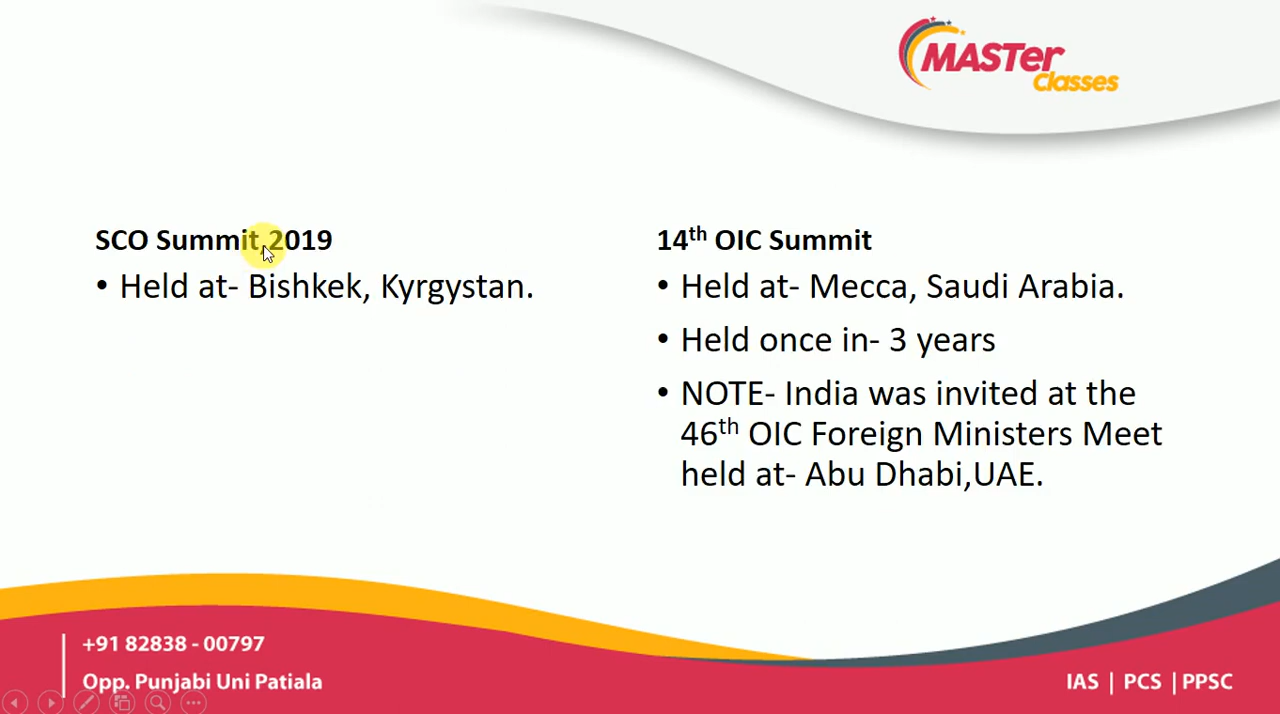 MASTer
Classes
SCO Summit 2019
• Held at- Bishkek, Kyrgystan.
14th OIC Summit
• Held at- Mecca, Saudi Arabia.
• Held once in- 3 years
• NOTE- India was invited at the
46th OIC Foreign Ministers Meet
held at- Abu Dhabi,UAE.
+91 82838 - 00797
Opp. Punjabi Uni Patiala
IAS | PCS | PPSC